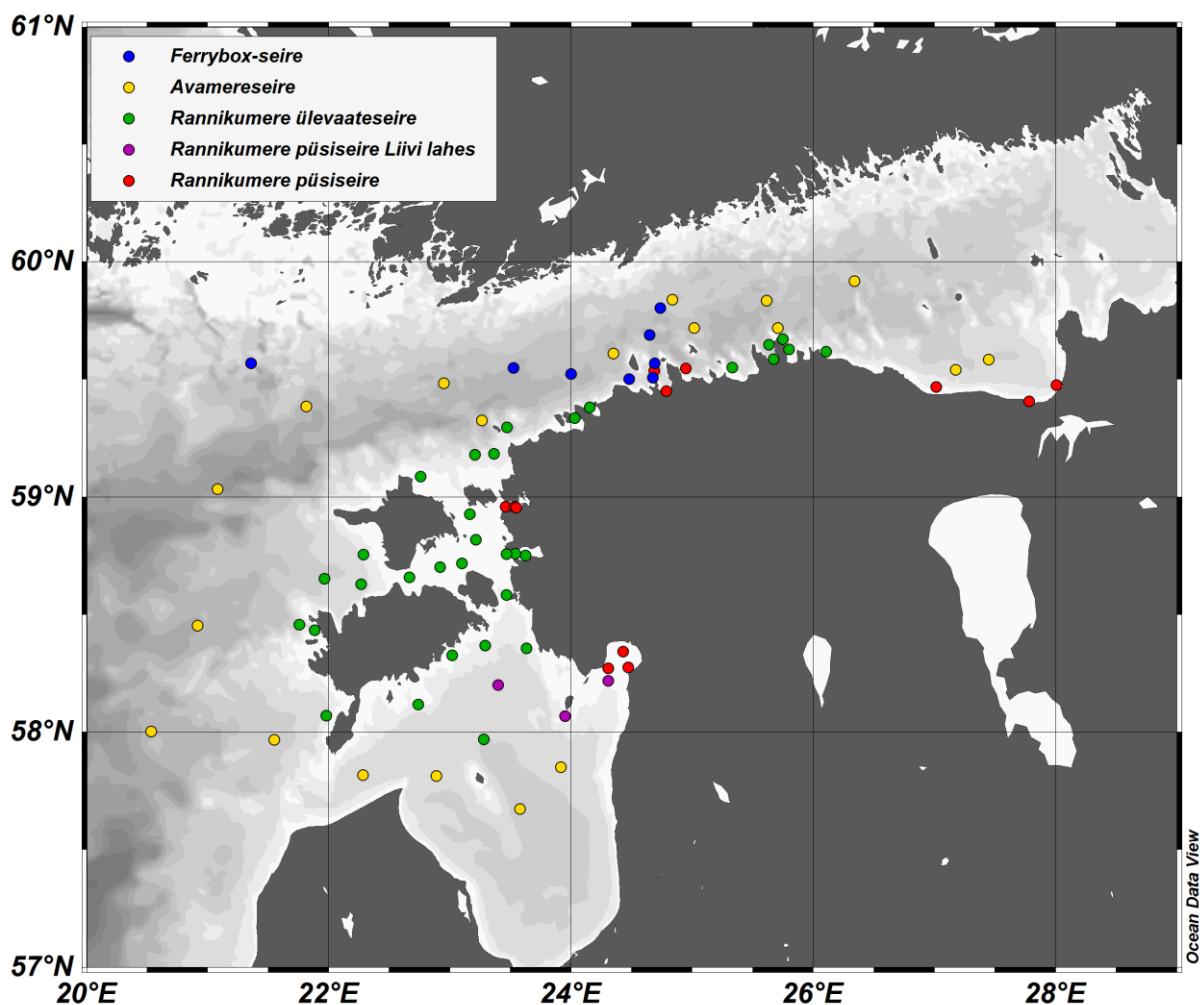 61°N
Ferrybox-seire
Avamereseire
Rannikumere ülevaateseire
Rannikumere püsiseire Liivi lahes
Rannikumere püsiseire
60°N
59°N
58°N
57°N
20°E
22°E
24°E
26°E
28°E
Ocean Data View